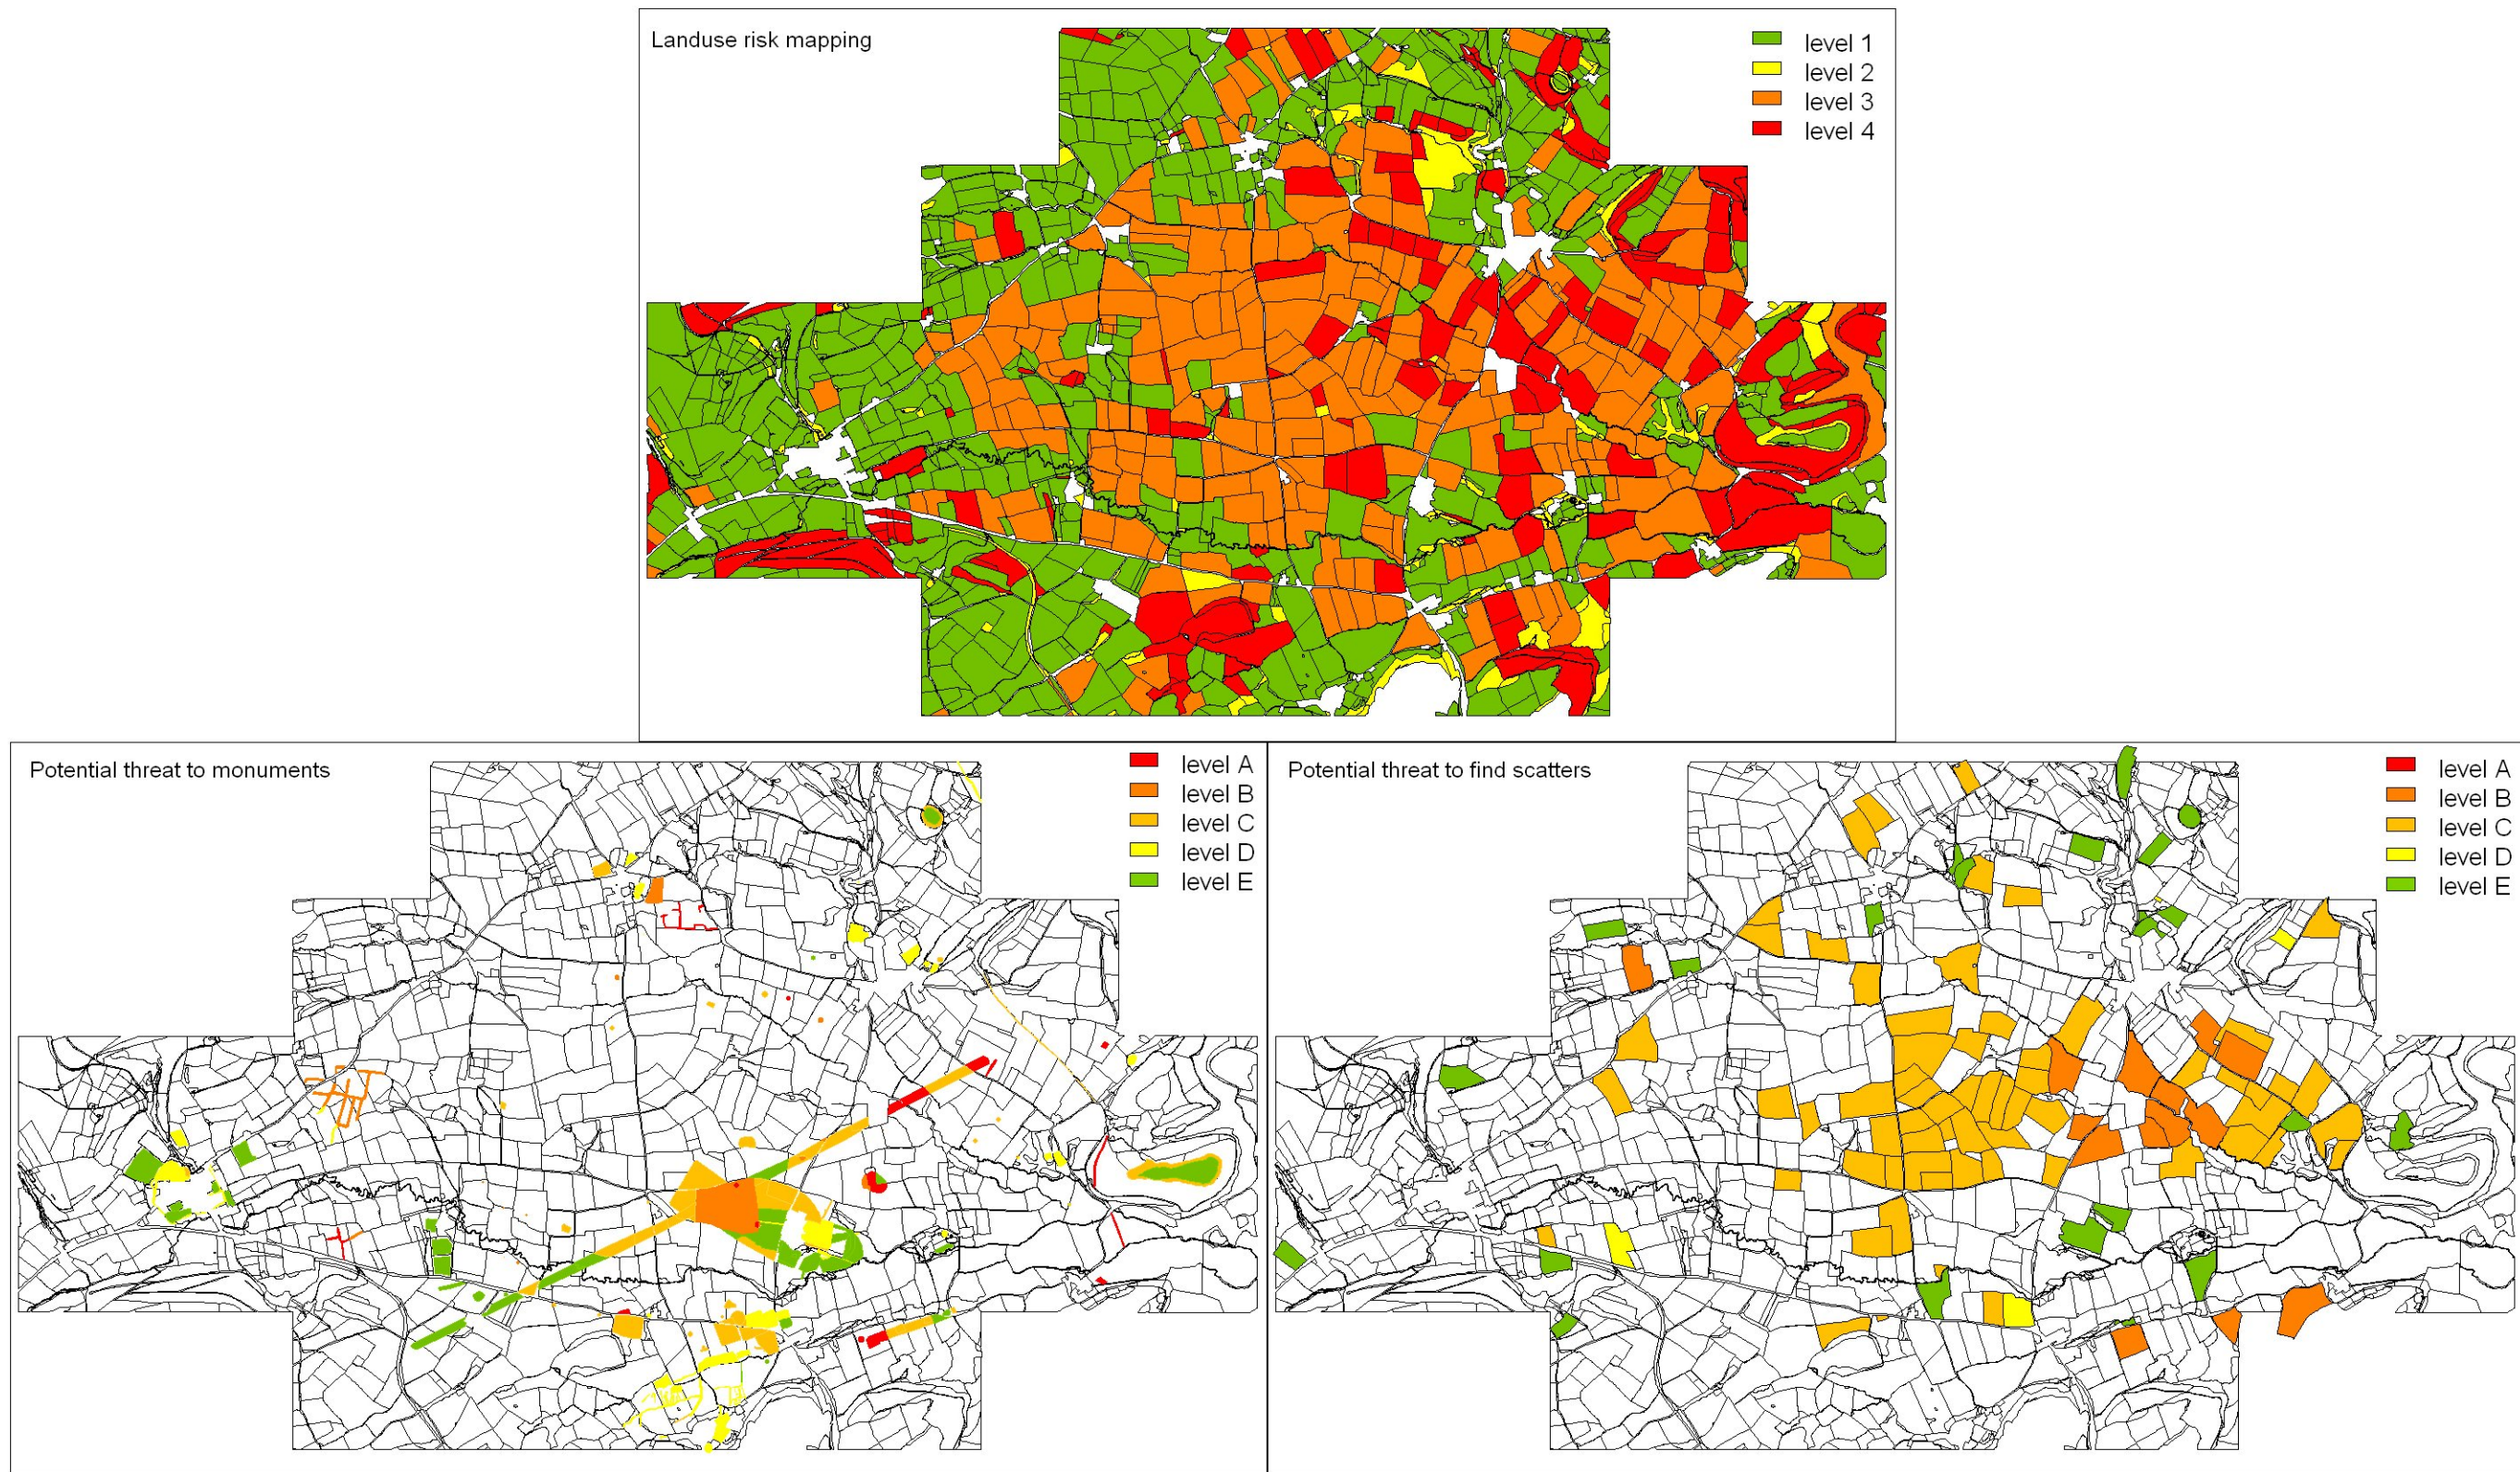 Landuse risk mapping
level 1
level 2
level 3
level 4
Potential threat to monuments
level A
level B
level C
level D
level E
Potential threat to find scatters
level A
level B
level C
level D
level E